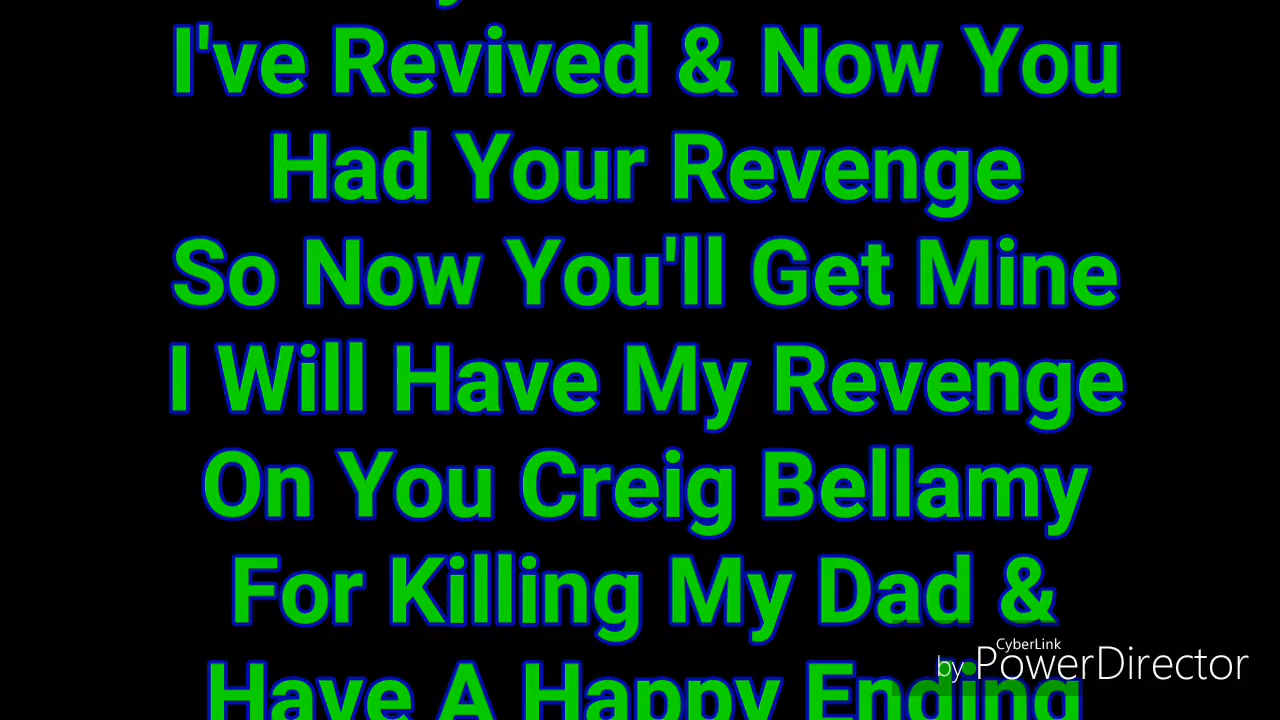 I've Revived & Now You
Had Your Revenge
So Now You'll Get Mine
I Will Have My Revenge
On You Creig Bellamy
For Killing My Dad &
Have A Happy Ending
CyberLink
by PowerDirector